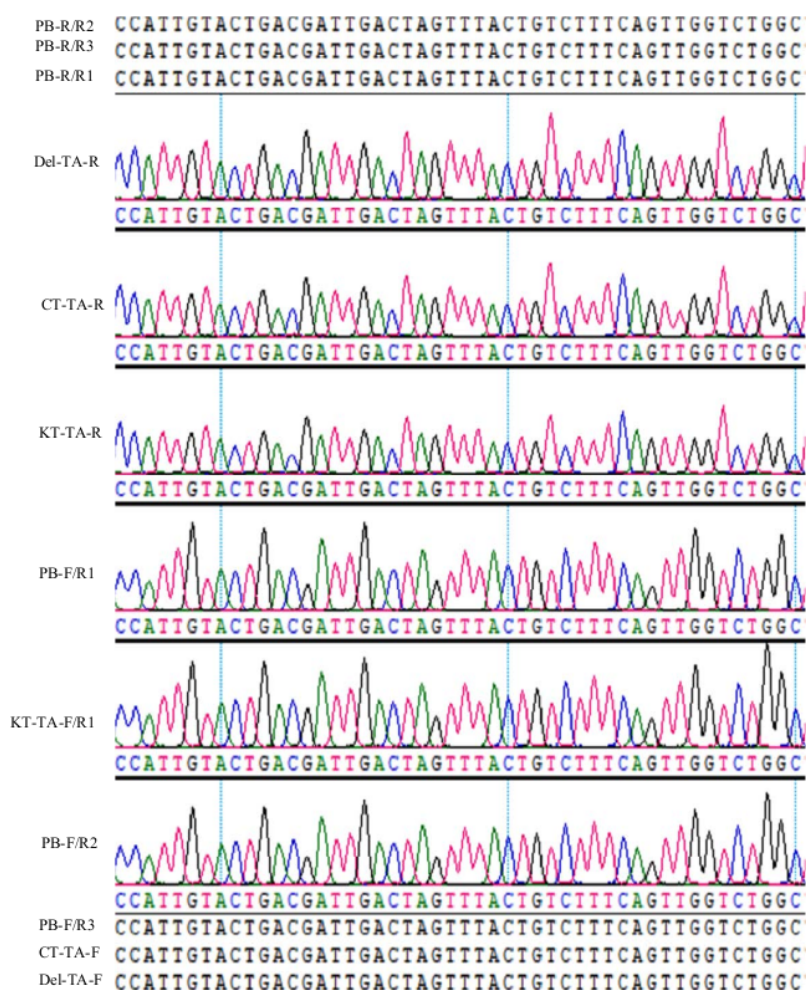 PB-R/R2 CCATTGTACTGACGATTGACTAGTTTACTGTCTTTCAGTTGGTCTGGC
PB-R/R3 CCATTGTACTGACGATTGACTAGTTTACTGTCTTTCAGTTGGTCTGGC
PB-R/R1 CCATTGTACTGACGATTGACTAGTTTACTGTCTTTCAGTTGGTCTGGC
Del-TA-R
CCATTGTACTGACGATTGACTAGTTTACTGTCTTTCAGTTGGTCTGGC
CT-TA-R
CCATTGTACTGACGATTGACTAGTTTACTGTCTTTCAGTTGGTCTGGC
KT-TA-R
CCATTGTACTGACGATTGACTAGTTTACTGTCTTTCAGTTGGTCTGGC
PB-F/R1
CCATTGTACTGACGATTGACTAGTTTACTGTCTTTCAGTTGGTCTGGC
KT-TA-F/R1
CCATTGTACTGACGATTGACTAGTTTACTGTCTTTCAGTTGGTCTGGC
PB-F/R2
CCATTGTACTGACGATTGACTAGTTTACTGTCTTTCAGTTGGTCTGGC
PB-F/R3 CCATTGTACTGACGATTGACTAGTTTACTGTCTTTCAGTTGGTCTGGC
CT-TA-F CCATTGTACTGACGATTGACTAGTTTACTGTCTTTCAGTTGGTCTGGC
Del-TA-F CCATTGTACTGACGATTGACTAGTTTACTGTCTTTCAGTTGGTCTGGC